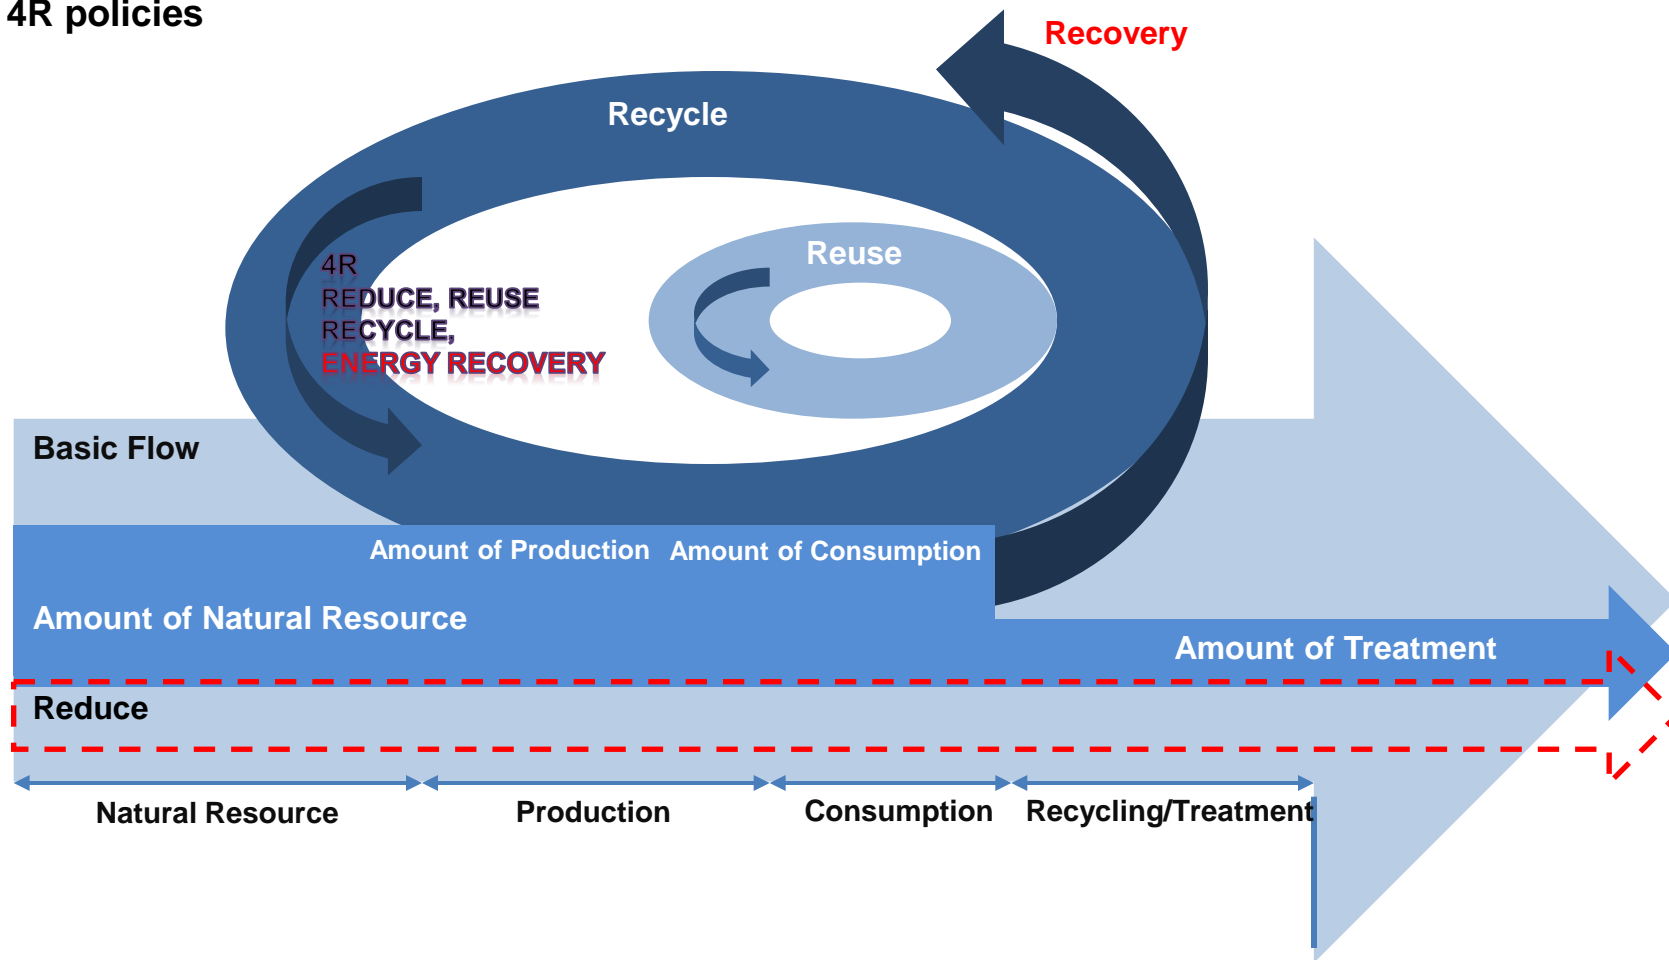 4R policies
Recovery
Recycle
Reuse
4R
REDUCE, REUSE
RECYCLE,
ENERGY RECOVERY
Basic Flow
Amount of Production
Amount of Consumption
Amount of Natural Resource
Amount of Treatment
Reduce
Natural Resource
Production
Consumption
Recycling/Treatment